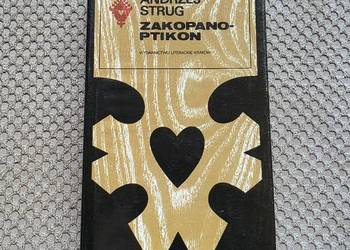 ANDRZEJ
STRUG
ZAKOPANO-
PTIKON
WYDAWNICTWO LITERACKIE KRAKÓW